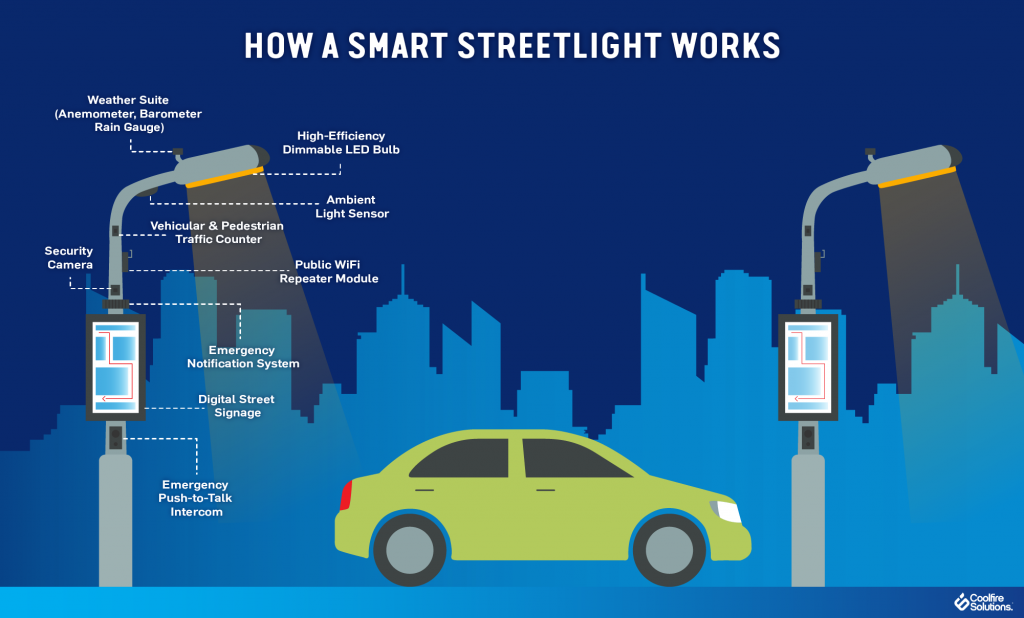 HOW A SMART STREETLIGHT WORKS
Weather Suite
(Anemometer, Barometer
Rain Gauge)
High-Efficiency
Dimmable LED Bulb
Ambient
Light Sensor
Vehicular & Pedestrian
Traffic Counter
Security
Camera
Public WiFi
Repeater Module
Emergency
Notification System
Digital Street
Signage
Emergency
Push-to-Talk
Intercom
Coolfire
Solutions.